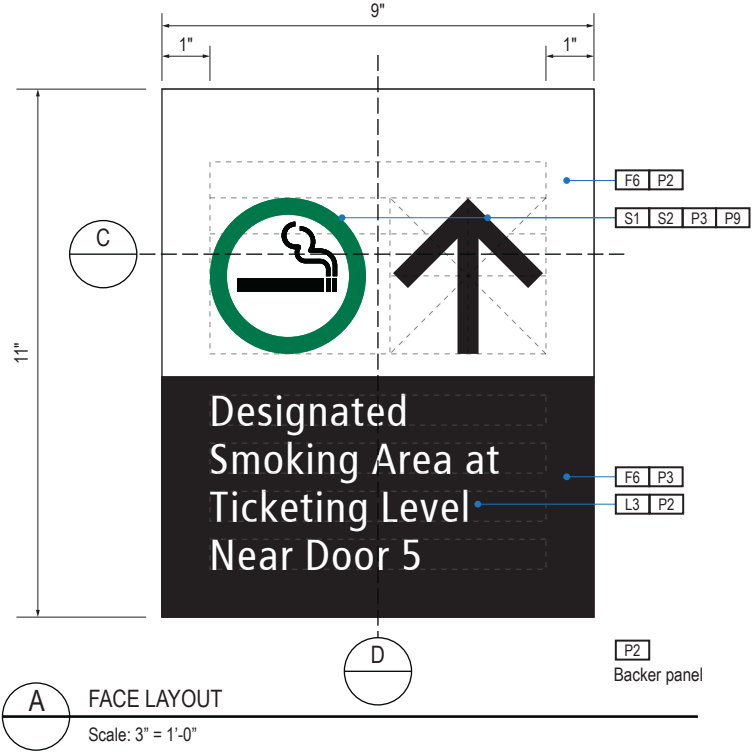 9"
1"
1"
F6 P2
S1 S2 P3 P9
C
11"
Designated
Smoking Area at
Ticketing Level
Near Door 5
F6 P3
L3 P2
D
P2
Backer panel
A
FACE LAYOUT
Scale: 3” = 1’-0”